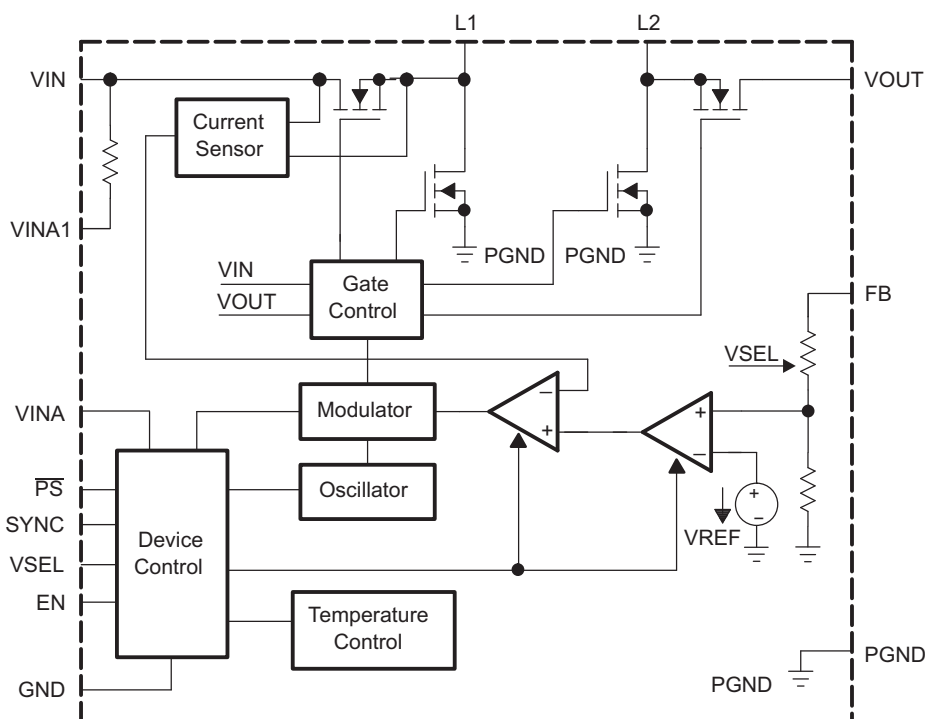 L1
L2
VIN
VOUT
Current
Sensor
VINA1
PGND
PGND
VIN
VOUT
Gate
Control
FB
VSEL
VINA
Modulator
−
+
+
−
P̅S̅
Oscillator
+
−
SYNC
VREF
Device
Control
VSEL
EN
Temperature
Control
GND
PGND
PGND